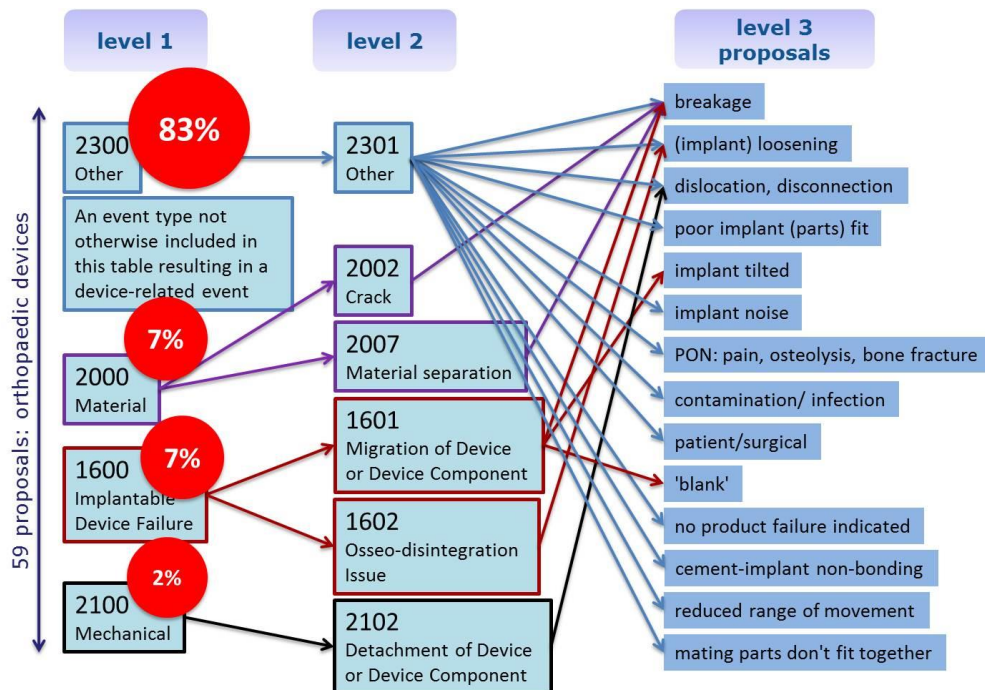 level 1
level 2
level 3
proposals
59 proposals: orthopaedic devices
83%
2300
Other
An event type not
otherwise included in
this table resulting in a
device-related event
7%
2000
Material
7%
1600
Implantable
Device Failure
2%
2100
Mechanical
2301
Other
2002
Crack
2007
Material separation
1601
Migration of Device
or Device Component
1602
Osseo-disintegration
Issue
2102
Detachment of Device
or Device Component
breakage
(implant) loosening
dislocation, disconnection
poor implant (parts) fit
implant tilted
implant noise
PON: pain, osteolysis, bone fracture
contamination/ infection
patient/surgical
'blank'
no product failure indicated
cement-implant non-bonding
reduced range of movement
mating parts don't fit together